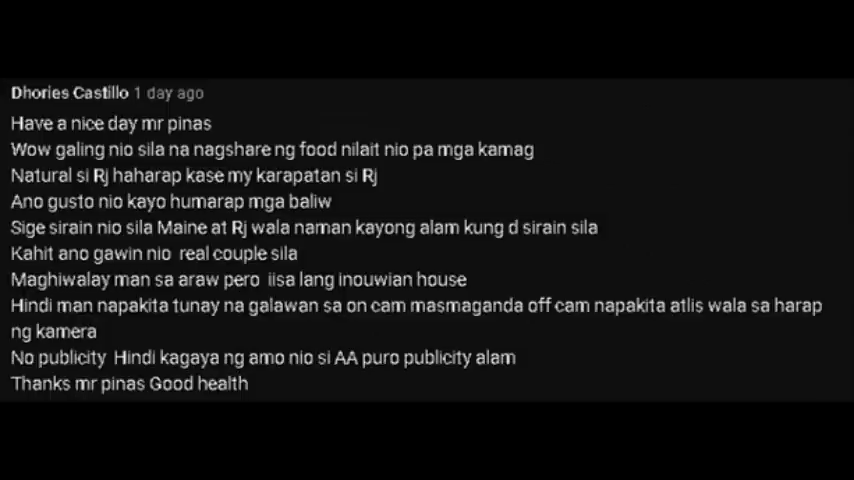 Dhories Castillo 1 day ago
Have a nice day mr pinas
Wow galing nio sila na nagshare ng food nilait nio pa mga kamag
Natural si Rj haharap kase my karapatan si Rj
Ano gusto nio kayo humarap mga baliw
Sige sirain nio sila Maine at Rj wala naman kayong alam kung d sirain sila
Kahit ano gawin nio real couple sila
Maghiwalay man sa araw pero iisa lang inouwian house
Hindi man napakita tunay na galawan sa on cam masmaganda off cam napakita atlis wala sa harap
ng kamera
No publicity Hindi kagaya ng amo nio si AA puro publicity alam
Thanks mr pinas Good health